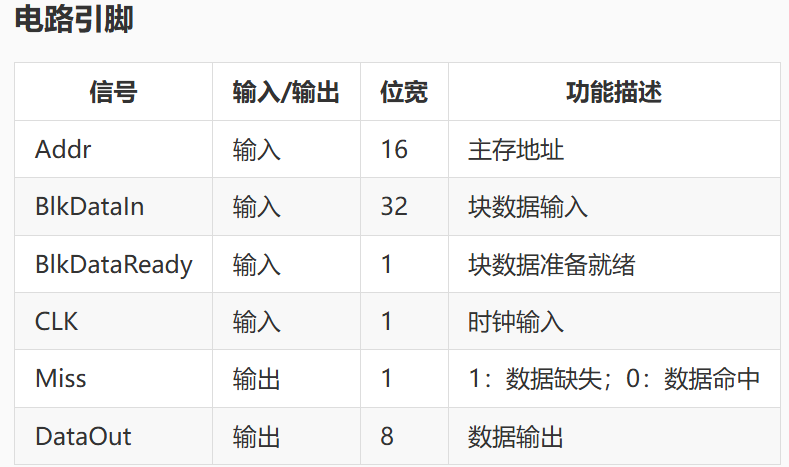 电路引脚
信号 输入/输出 位宽 功能描述
Addr 输入 16 主存地址
BlkDataIn 输入 32 块数据输入
BlkDataReady 输入 1 块数据准备就绪
CLK 输入 1 时钟输入
Miss 输出 1 1：数据缺失；0：数据命中
DataOut 输出 8 数据输出